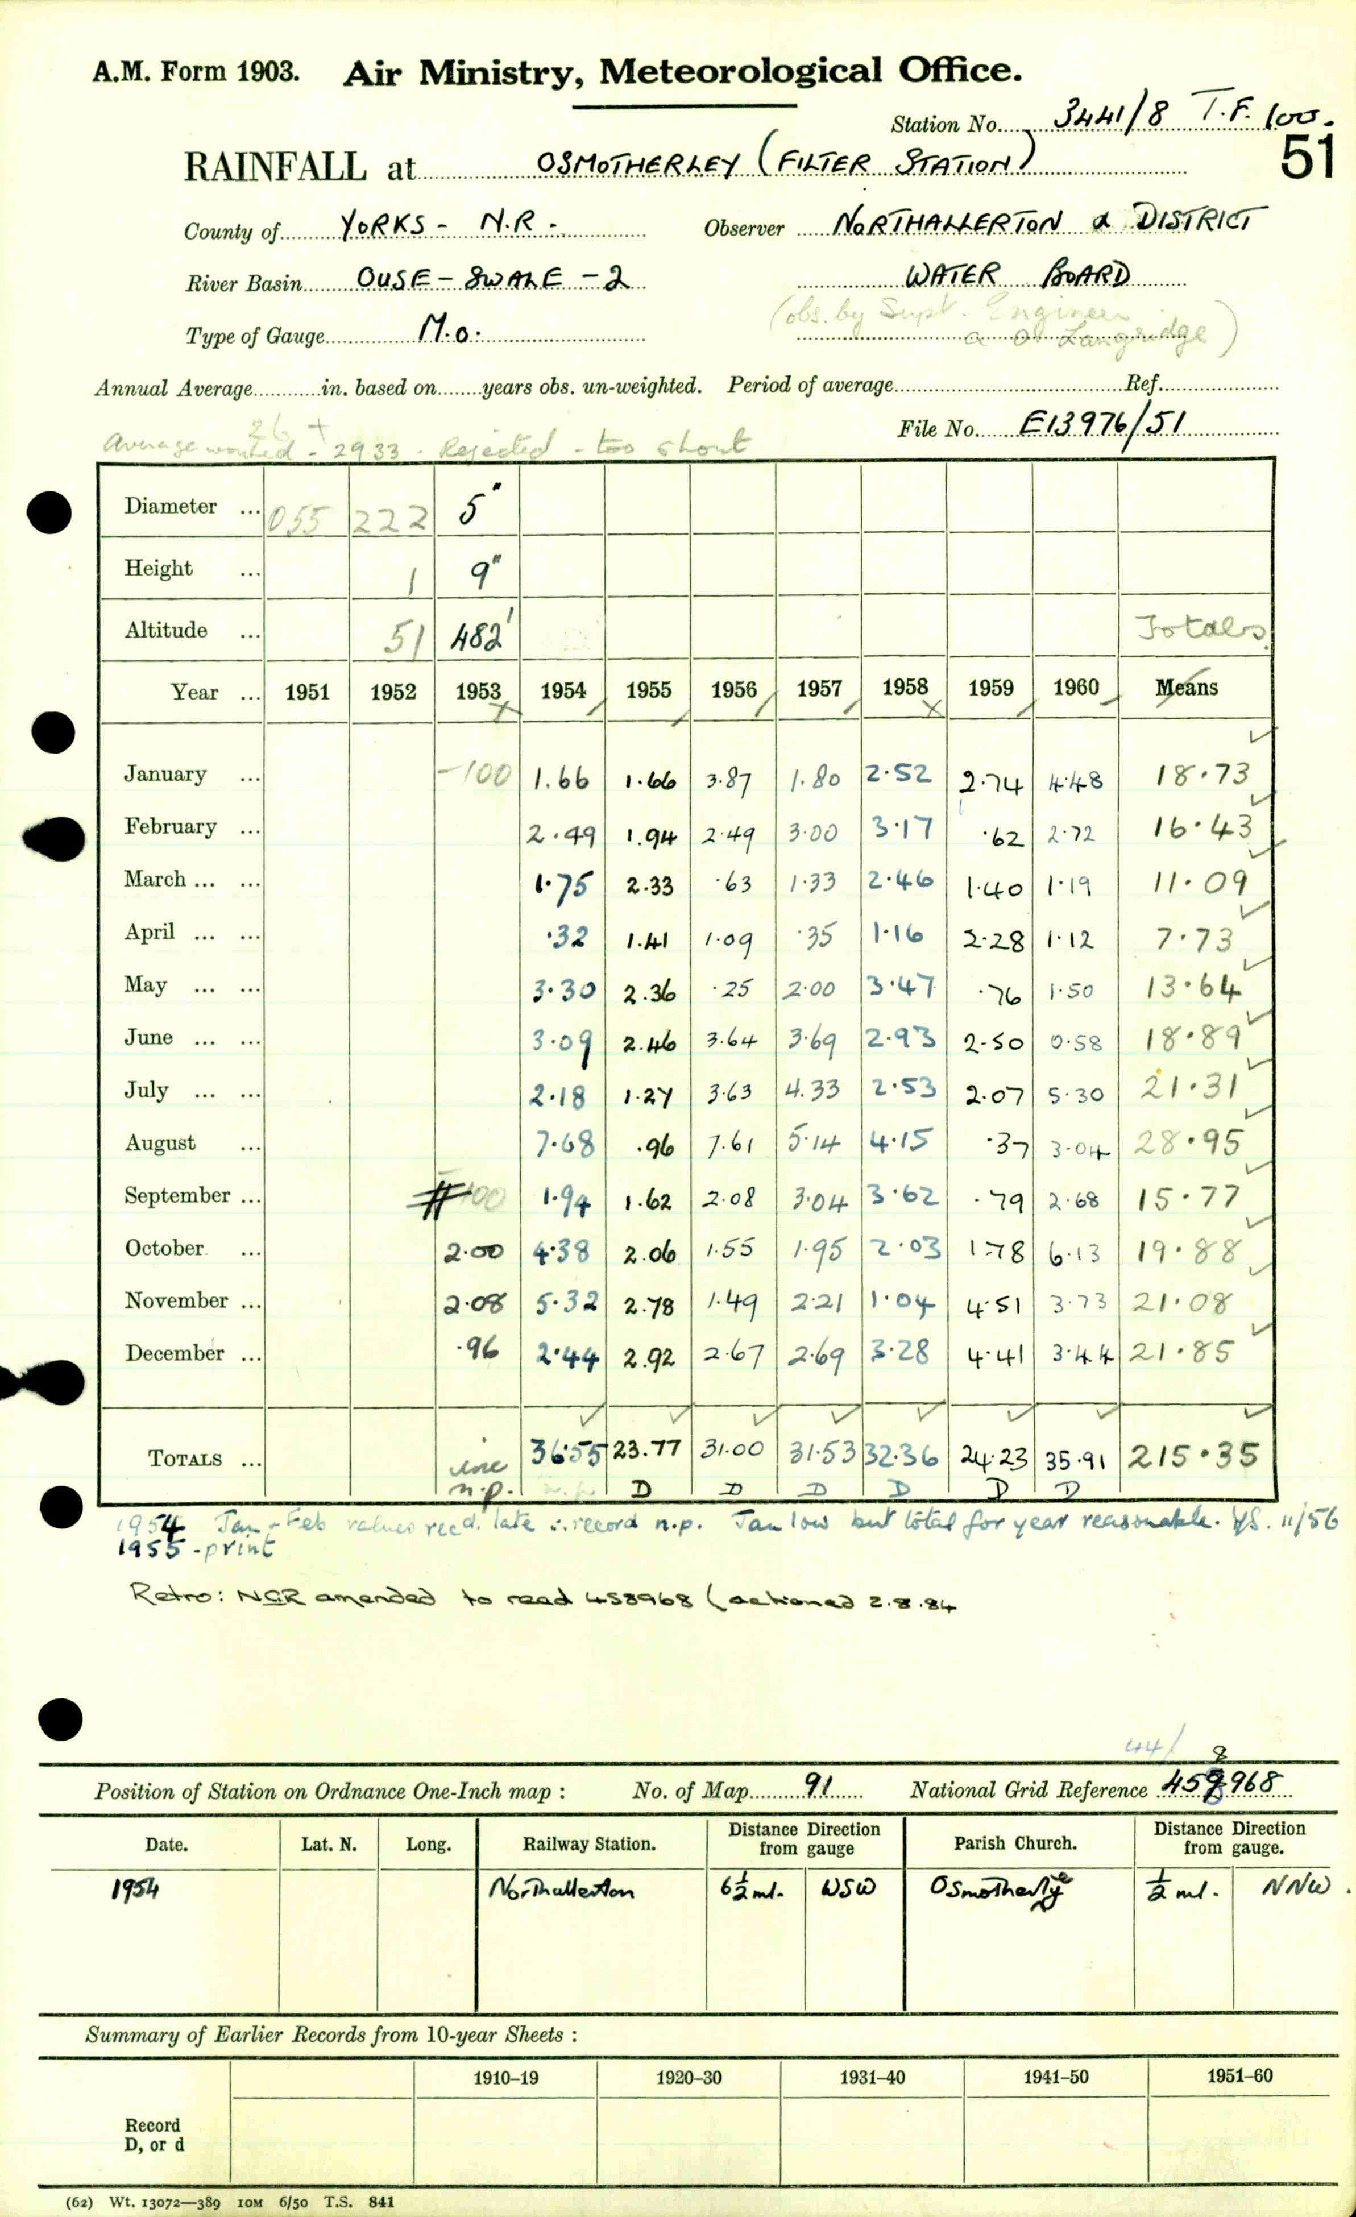 A.M. Form 1903. Air Ministry, Meteorological Office.
Station No. 3441/8 T.F. 100.
51
RAINFALL at OSMOTHERLEY (FILTER STATION)
County of YORKS - N.R. Observer NORTHALLERTON & DISTRICT
River Basin OUSE - SWALE - 2 WATER BOARD
(obs. by Supt. Engineer
Type of Gauge M.O. Langridge)
Annual Average in. based on years obs. un-weighted. Period of average Ref.
26 +
File No. E13976/51
Average worked - 29.33 . Rejected - too short
Diameter ... 055 222 5"
Height ... 1 9"
Altitude ... 51 482' Totals
Year ... 1951 1952 1953 1954 1955 1956 1957 1958 1959 1960 Means
January ... -100 1.66 1.66 3.87 1.80 2.52 2.74 4.48 18.73
February ... 2.49 1.94 2.49 3.00 3.17 .62 2.72 16.43
March ... ... 1.75 2.33 .63 1.33 2.46 1.40 1.19 11.09
April ... ... .32 1.41 1.09 .35 1.16 2.28 1.12 7.73
May ... ... 3.30 2.36 .25 2.00 3.47 .76 1.50 13.64
June ... ... 3.09 2.46 3.64 3.69 2.93 2.50 0.58 18.89
July ... ... 2.18 1.27 3.63 4.33 2.53 2.07 5.30 21.31
August ... 7.68 .96 7.61 5.14 4.15 .37 3.04 28.95
September ... 100 1.94 1.62 2.08 3.04 3.62 .79 2.68 15.77
October ... 2.00 4.38 2.06 1.55 1.95 2.03 1.78 6.13 19.88
November ... 2.08 5.32 2.78 1.49 2.21 1.04 4.51 3.73 21.08
December ... .96 2.44 2.92 2.67 2.69 3.28 4.41 3.44 21.85
TOTALS ... inc 36.55 23.77 31.00 31.53 32.36 24.23 35.91 215.35
n.p. n.p. D D D D D D
1954 Jan - Feb values recd. late ∴ record n.p. Jan low but total for year reasonable. 11/56
1955 - print
Retro: NGR amended to read 458968 (actioned 2.8.84
44/ 8
Position of Station on Ordnance One-Inch map : No. of Map 91 National Grid Reference 459968
Date. Lat. N. Long. Railway Station. Distance from Direction gauge Parish Church. Distance from Direction gauge.
1954 Northallerton 6½ ml. WSW Osmotherley ½ ml. NNW.
Summary of Earlier Records from 10-year Sheets :
1910–19 1920–30 1931–40 1941–50 1951–60
Record
D, or d
(62) Wt. 13072—389 10M 6/50 T.S. 841